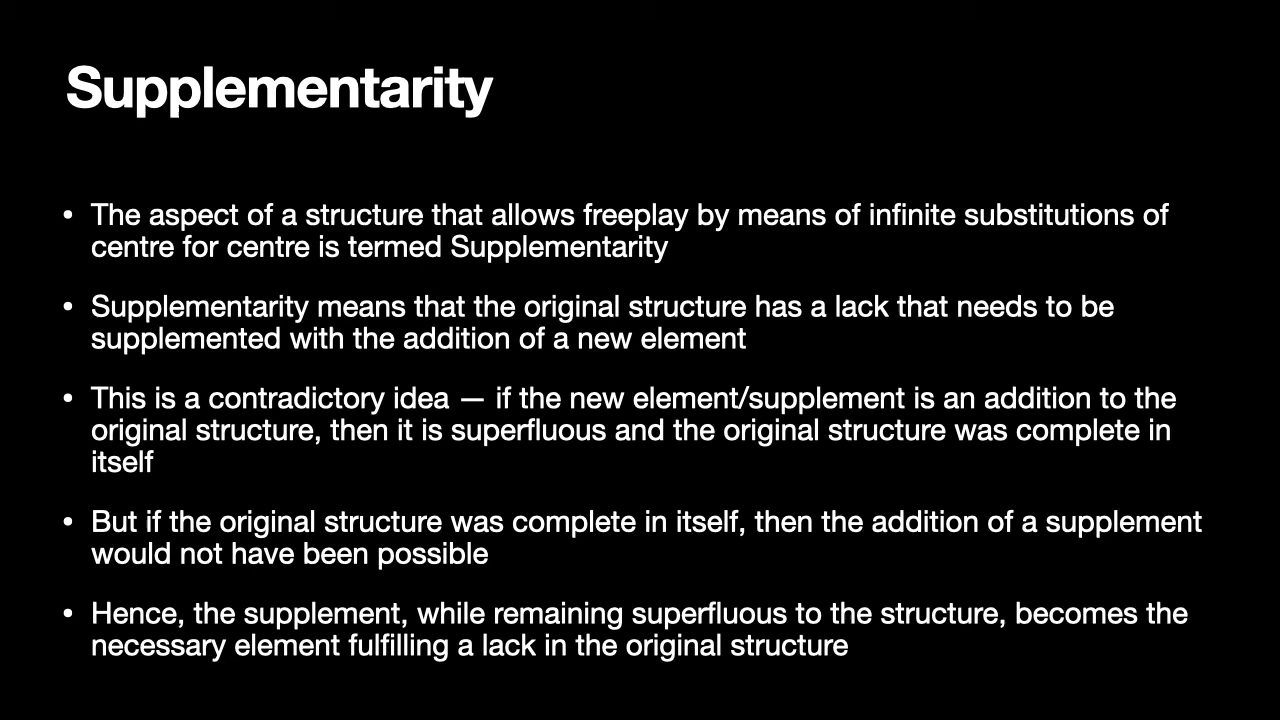 Supplementarity
• The aspect of a structure that allows freeplay by means of infinite substitutions of
centre for centre is termed Supplementarity
• Supplementarity means that the original structure has a lack that needs to be
supplemented with the addition of a new element
• This is a contradictory idea — if the new element/supplement is an addition to the
original structure, then it is superfluous and the original structure was complete in
itself
• But if the original structure was complete in itself, then the addition of a supplement
would not have been possible
• Hence, the supplement, while remaining superfluous to the structure, becomes the
necessary element fulfilling a lack in the original structure